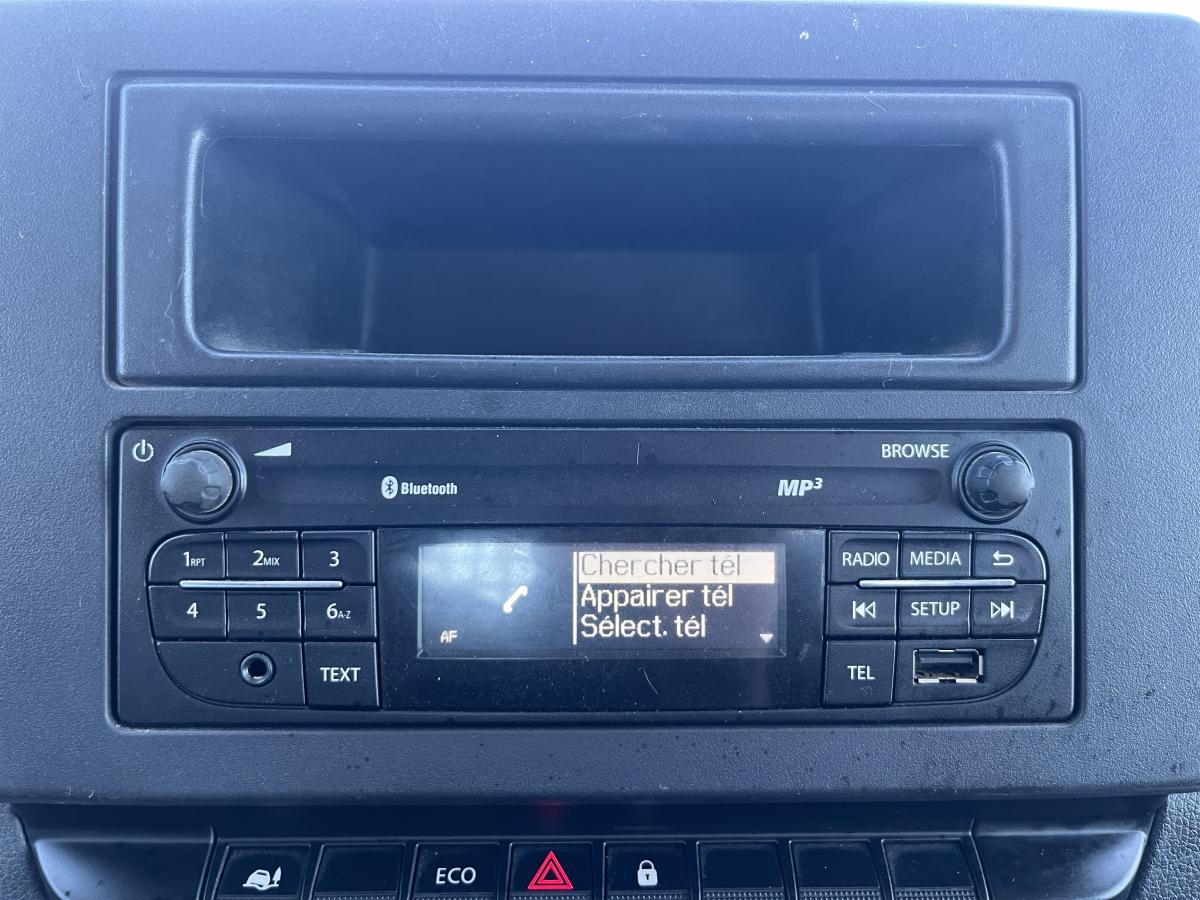 BROWSE
Bluetooth
MP3
1RPT 2MIX 3
4 5 6A-Z
TEXT
Chercher tél
Appairer tél
Sélect. tél
AF
RADIO MEDIA
SETUP
TEL
ECO